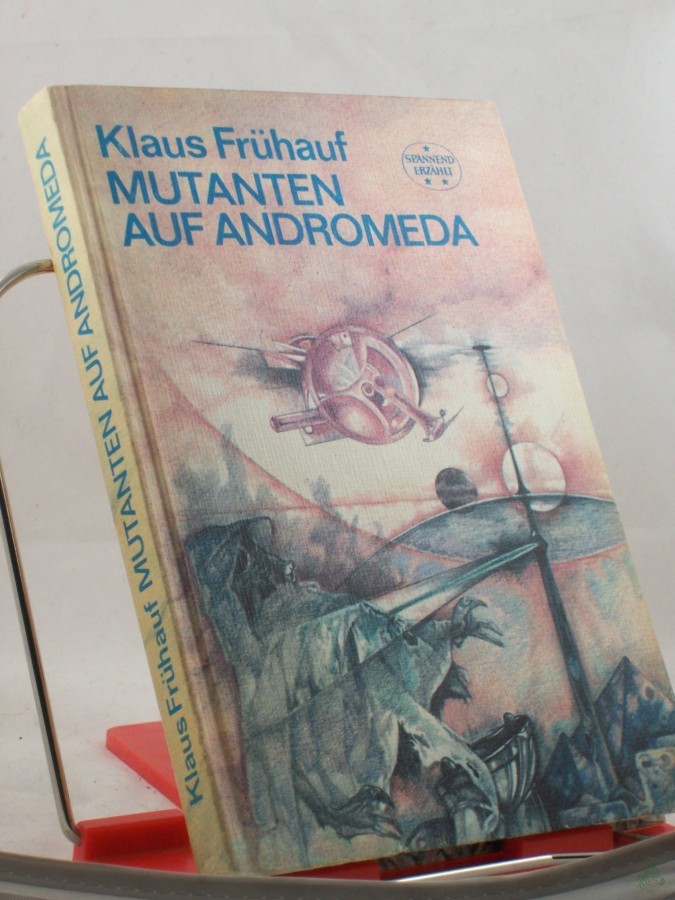 Klaus Frühauf
MUTANTEN
AUF ANDROMEDA
SPANNEND
ERZÄHLT
Klaus Frühauf MUTANTEN AUF ANDROMEDA